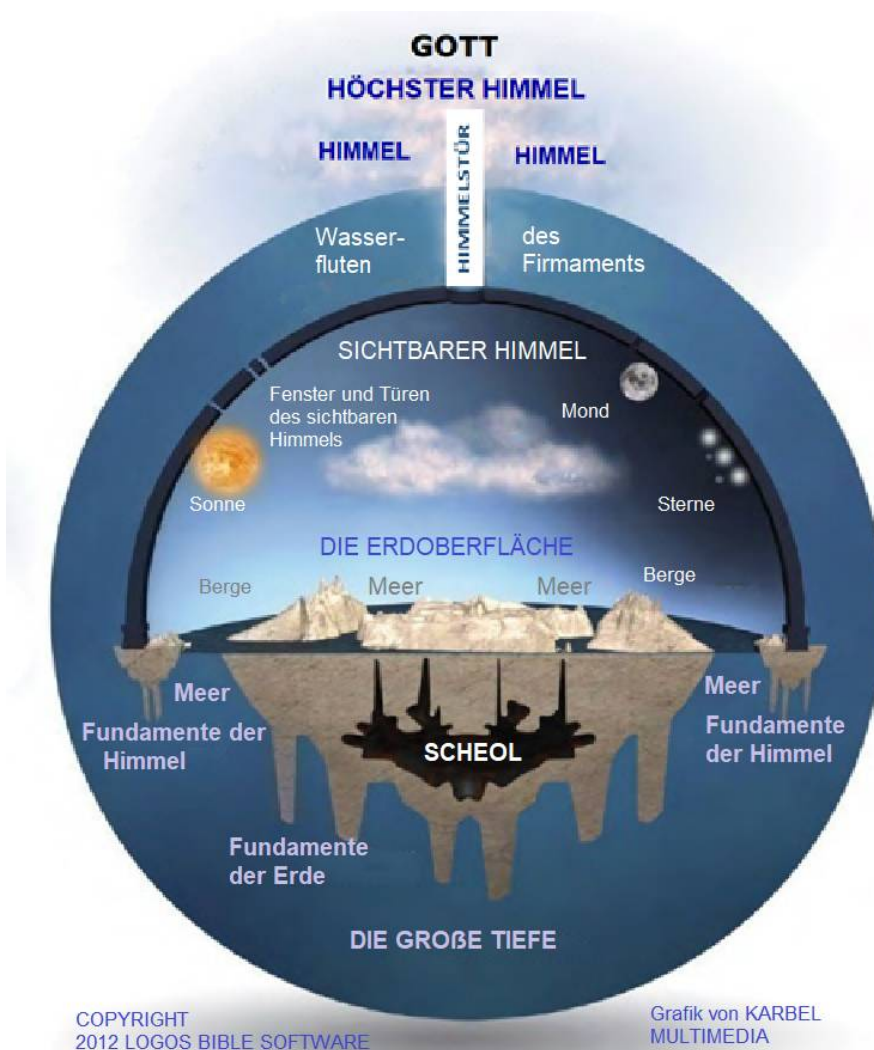 GOTT
HÖCHSTER HIMMEL
HIMMEL
HIMMEL
HIMMELSTÜR
Wasser-
fluten
des
Firmaments
SICHTBARER HIMMEL
Fenster und Türen
des sichtbaren
Himmels
Mond
Sonne
Sterne
DIE ERDOBERFLÄCHE
Berge
Meer
Meer
Berge
Meer
Fundamente der
Himmel
Meer
Fundamente
der Himmel
SCHEOL
Fundamente
der Erde
DIE GROßE TIEFE
COPYRIGHT
2012 LOGOS BIBLE SOFTWARE
Grafik von KARBEL
MULTIMEDIA